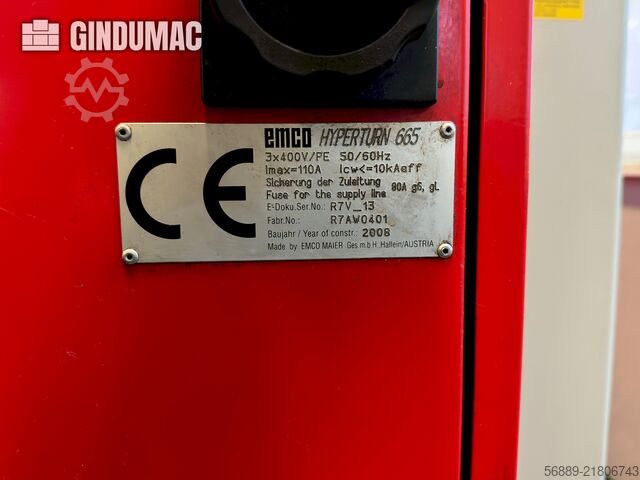 GINDUMAC
CE
emco HYPERTURN 665
3x400V/PE 50/60Hz
Imax=110A Icw<=10kAeff
Sicherung der Zuleitung
Fuse for the supply line 80A gG, gL
E-Doku.Ser.No.: R7V_13
Fabr.No.: R7AW0401
Baujahr / Year of constr.: 2008
Made by EMCO MAIER Ges.m.b.H.,Hallein/AUSTRIA
56889-21806743